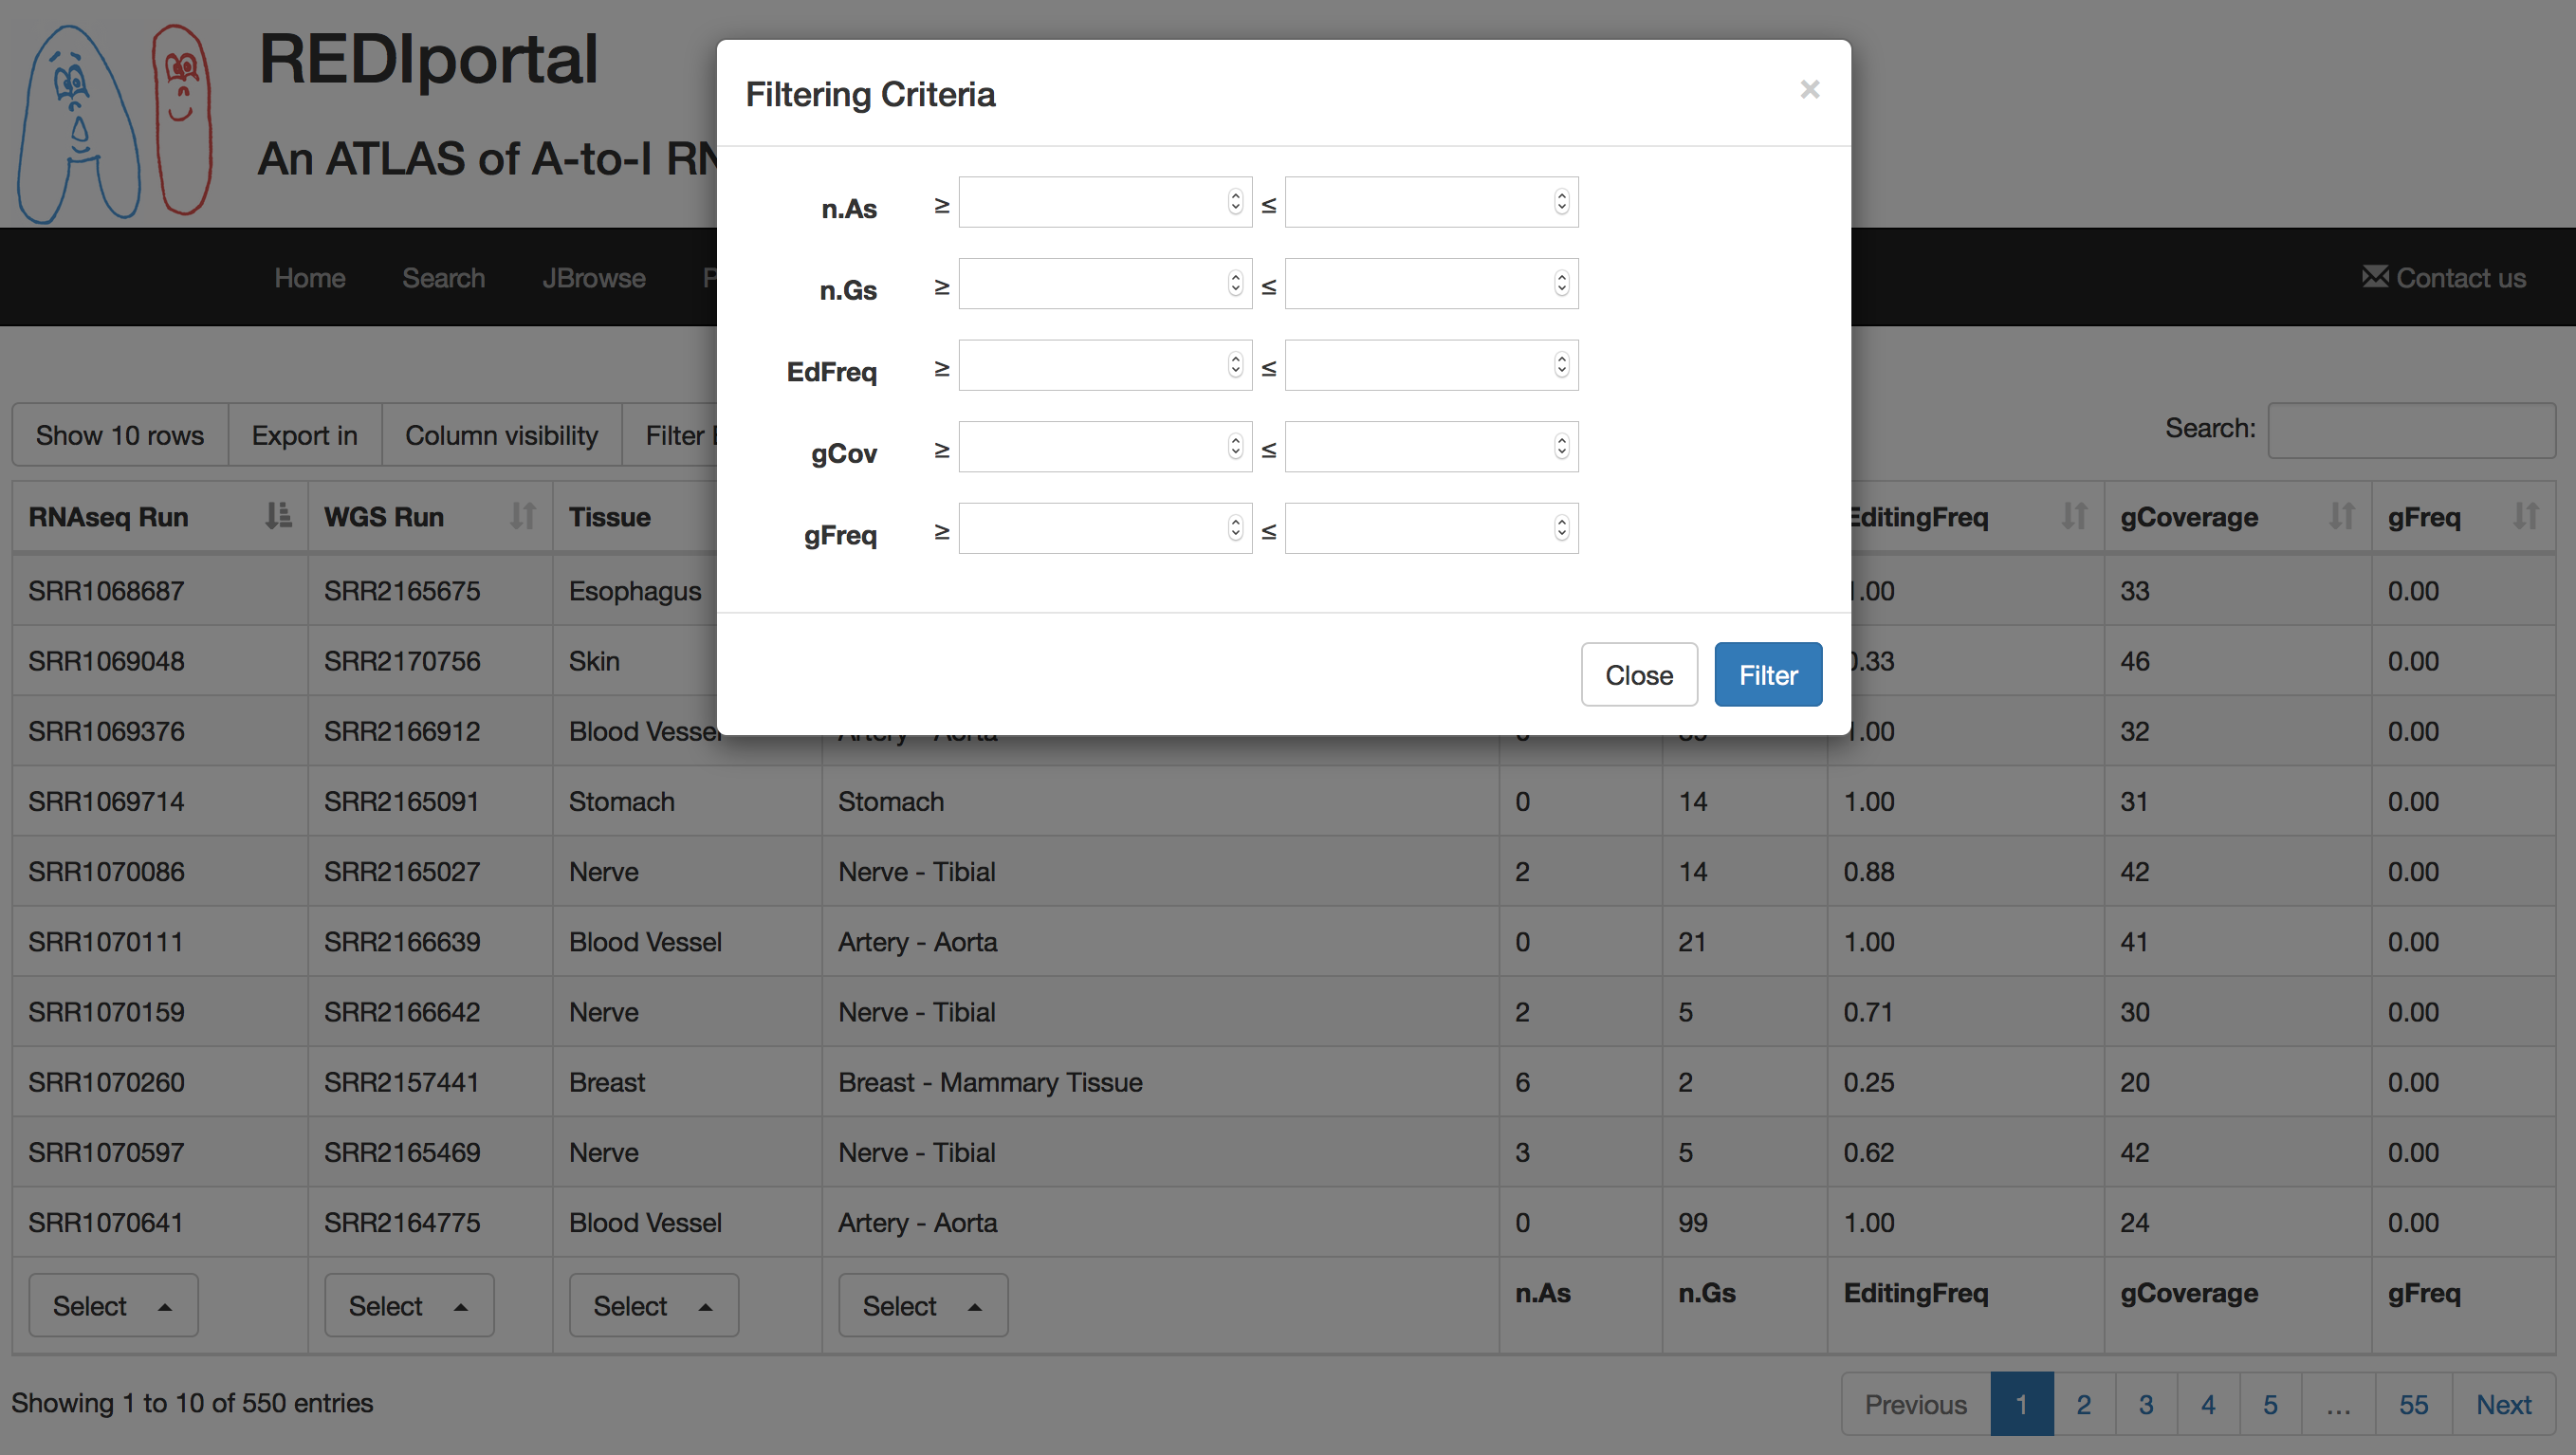 REDIportal
An ATLAS of A-to-I
Filtering Criteria
×
n.As ≥ ≤
n.Gs ≥ ≤
EdFreq ≥ ≤
gCov ≥ ≤
gFreq ≥ ≤
Close Filter
Home Search JBrowse Contact us
Show 10 rows Export in Column visibility Filter
Search:
RNAseq Run WGS Run Tissue EditingFreq gCoverage gFreq
SRR1068687 SRR2165675 Esophagus 1.00 33 0.00
SRR1069048 SRR2170756 Skin 0.33 46 0.00
SRR1069376 SRR2166912 Blood Vessel Artery - Aorta 1.00 32 0.00
SRR1069714 SRR2165091 Stomach Stomach 0 14 1.00 31 0.00
SRR1070086 SRR2165027 Nerve Nerve - Tibial 2 14 0.88 42 0.00
SRR1070111 SRR2166639 Blood Vessel Artery - Aorta 0 21 1.00 41 0.00
SRR1070159 SRR2166642 Nerve Nerve - Tibial 2 5 0.71 30 0.00
SRR1070260 SRR2157441 Breast Breast - Mammary Tissue 6 2 0.25 20 0.00
SRR1070597 SRR2165469 Nerve Nerve - Tibial 3 5 0.62 42 0.00
SRR1070641 SRR2164775 Blood Vessel Artery - Aorta 0 99 1.00 24 0.00
Select Select Select Select n.As n.Gs EditingFreq gCoverage gFreq
Showing 1 to 10 of 550 entries
Previous 1 2 3 4 5 … 55 Next